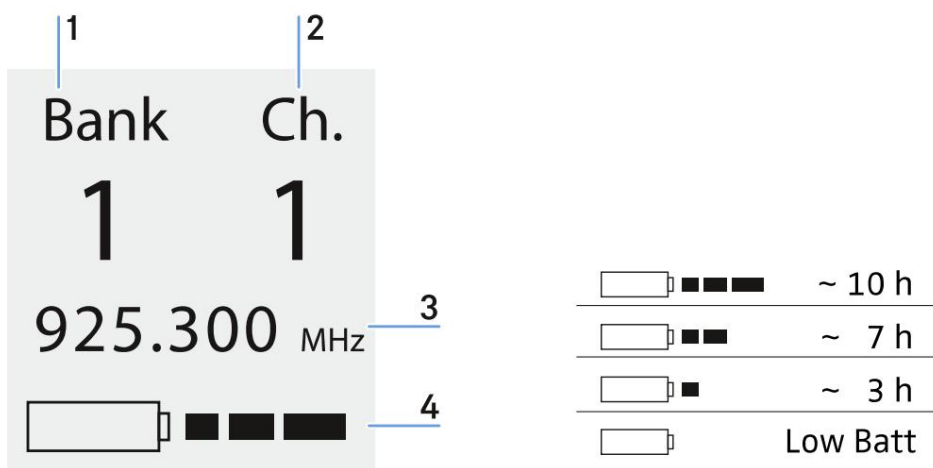 1 2
Bank Ch.
1 1
925.300 MHz
3
4
~ 10 h
~ 7 h
~ 3 h
Low Batt